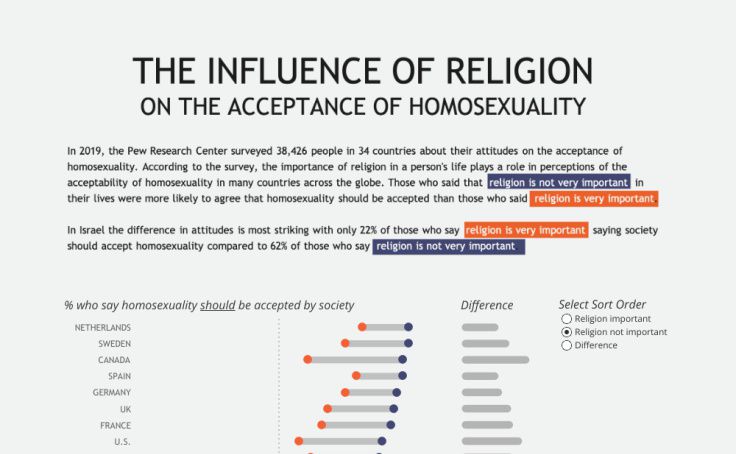 THE INFLUENCE OF RELIGION
ON THE ACCEPTANCE OF HOMOSEXUALITY
In 2019, the Pew Research Center surveyed 38,426 people in 34 countries about their attitudes on the acceptance of
homosexuality. According to the survey, the importance of religion in a person's life plays a role in perceptions of the
acceptability of homosexuality in many countries across the globe. Those who said that religion is not very important in
their lives were more likely to agree that homosexuality should be accepted than those who said religion is very important.
In Israel the difference in attitudes is most striking with only 22% of those who say religion is very important saying society
should accept homosexuality compared to 62% of those who say religion is not very important
% who say homosexuality should be accepted by society
Difference
Select Sort Order
Religion important
Religion not important
Difference
NETHERLANDS
SWEDEN
CANADA
SPAIN
GERMANY
UK
FRANCE
U.S.